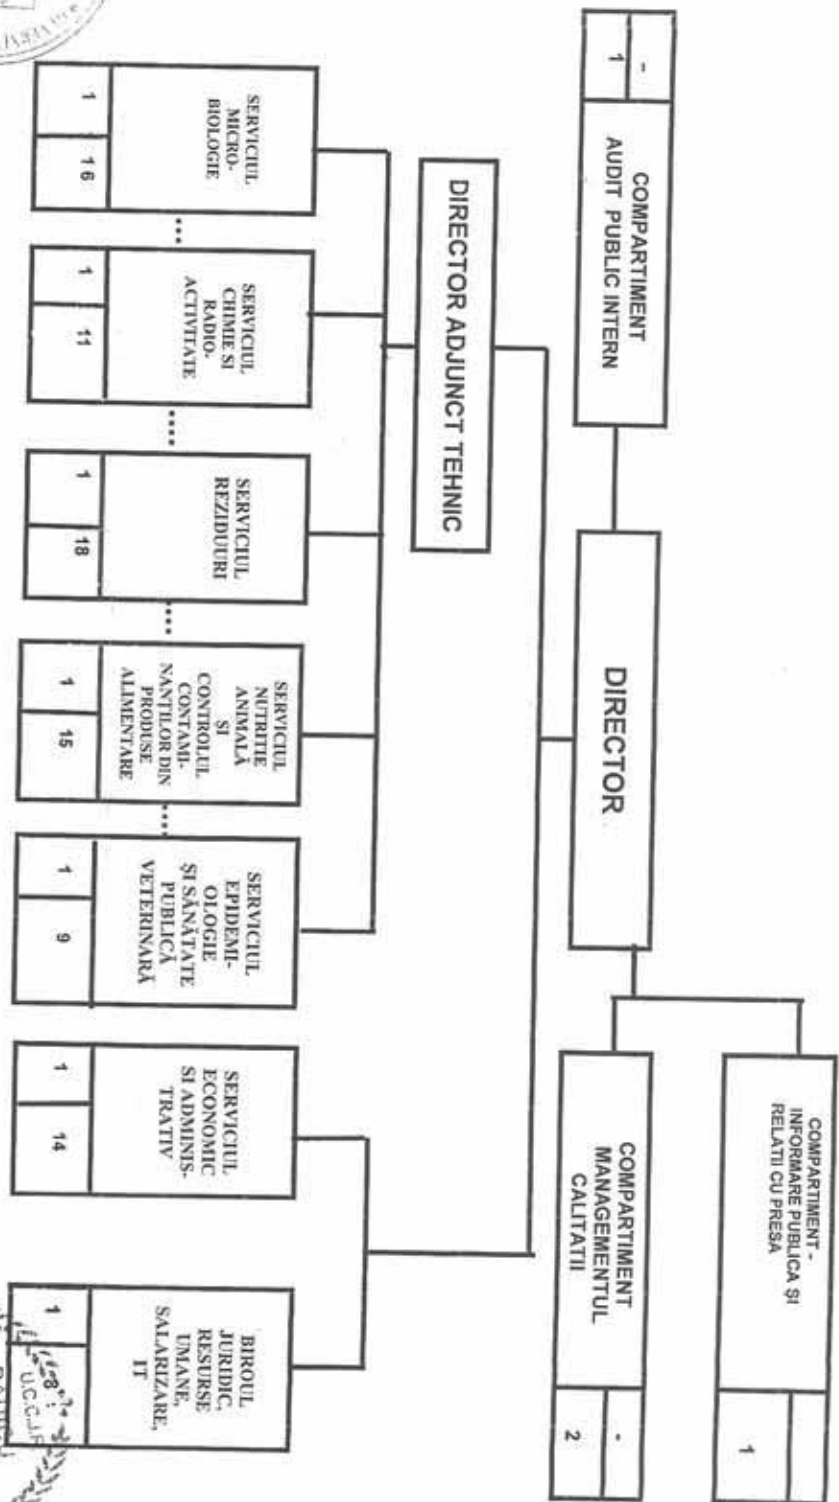 -
1
COMPARTIMENT
AUDIT PUBLIC INTERN
DIRECTOR
COMPARTIMENT -
INFORMARE PUBLICA ŞI
RELATII CU PRESA
1
COMPARTIMENT
MANAGEMENTUL
CALITATII
-
2
DIRECTOR ADJUNCT TEHNIC
SERVICIUL
MICRO-
BIOLOGIE
1
16
....
SERVICIUL
CHIMIE SI
RADIO-
ACTIVITATE
1
11
....
SERVICIUL
REZIDUURI
1
18
....
SERVICIUL
NUTRITIE
ANIMALĂ
ŞI
CONTROLUL
CONTAMI-
NANŢILOR DIN
PRODUSE
ALIMENTARE
1
15
....
SERVICIUL
EPIDEMI-
OLOGIE
ŞI SĂNĂTATE
PUBLICĂ
VETERINARĂ
1
9
SERVICIUL
ECONOMIC
SI ADMINIS-
TRATIV
1
14
BIROUL
JURIDIC,
RESURSE
UMANE,
SALARIZARE,
IT
1
8